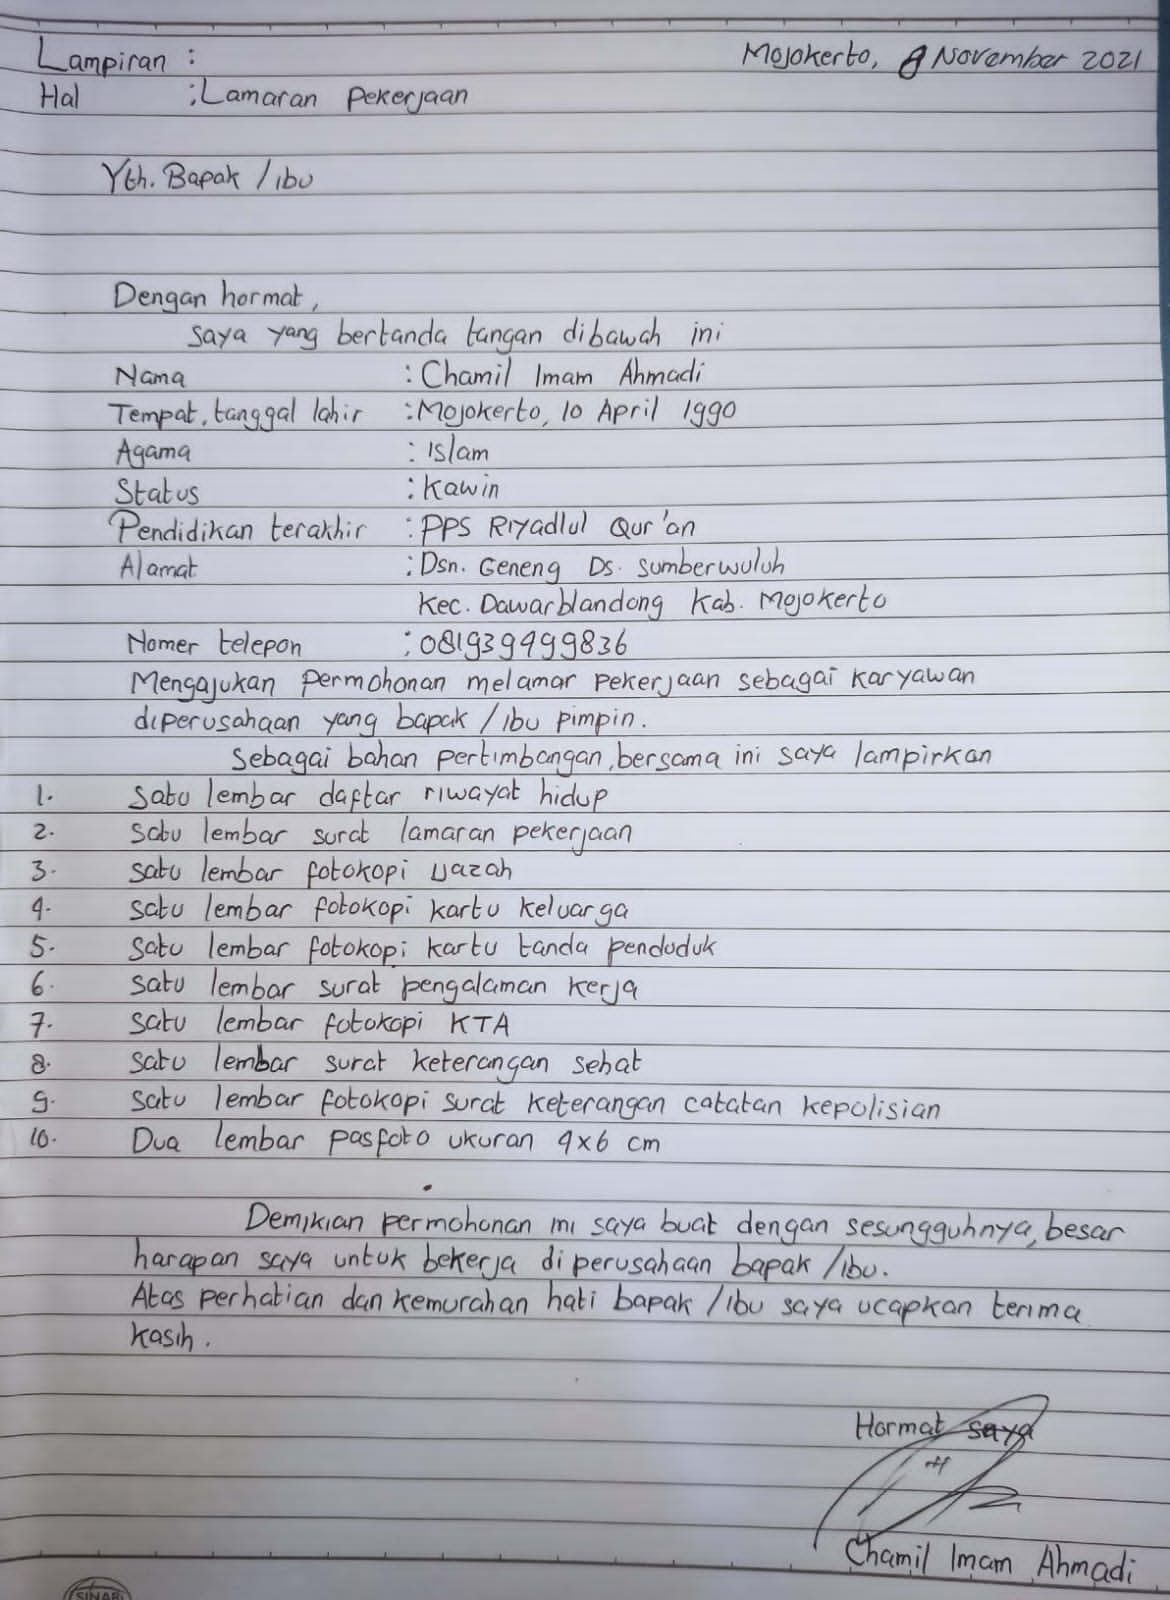 Lampiran :
Mojokerto, 8 November 2021
Hal : Lamaran pekerjaan
Yth. Bapak / ibu
Dengan hormat,
saya yang bertanda tangan dibawah ini
Nama : Chamil Imam Ahmadi
Tempat, tanggal lahir : Mojokerto, 10 April 1990
Agama : Islam
Status : Kawin
Pendidikan terakhir : PPS Riyadlul Qur'an
Alamat : Dsn. Geneng Ds. Sumberwuluh
Kec. Dawarblandong Kab. Mojokerto
Nomer telepon : 081939499836
Mengajukan permohonan melamar pekerjaan sebagai karyawan
diperusahaan yang bapak / ibu pimpin.
Sebagai bahan pertimbangan, bersama ini saya lampirkan
1. Satu lembar daftar riwayat hidup
2. Satu lembar surat lamaran pekerjaan
3. satu lembar fotokopi ijazah
4. satu lembar fotokopi kartu keluarga
5. satu lembar fotokopi kartu tanda penduduk
6. satu lembar surat pengalaman kerja
7. satu lembar fotokopi KTA
8. satu lembar surat keterangan sehat
9. satu lembar fotokopi surat keterangan catatan kepolisian
10. Dua lembar pasfoto ukuran 4x6 cm
Demikian permohonan ini saya buat dengan sesungguhnya, besar
harapan saya untuk bekerja di perusahaan bapak / ibu.
Atas perhatian dan kemurahan hati bapak / ibu saya ucapkan terima
kasih.
Hormat saya
Chamil Imam Ahmadi